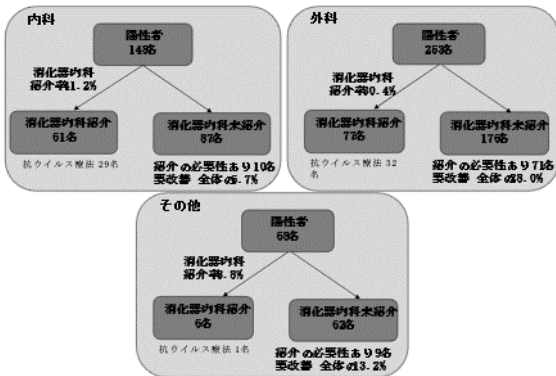 内科
陽性者
148名
消化器内科
紹介率41.2%
消化器内科紹介
61名
消化器内科未紹介
87名
抗ウイルス療法 29名
紹介の必要性あり10名
要改善 全体の6.7%
外科
陽性者
253名
消化器内科
紹介率30.4%
消化器内科紹介
77名
消化器内科未紹介
176名
抗ウイルス療法 32
名
紹介の必要性あり71名
要改善 全体の28.0%
その他
陽性者
68名
消化器内科
紹介率8.8%
消化器内科紹介
6名
消化器内科未紹介
62名
抗ウイルス療法 1名
紹介の必要性あり9名
要改善 全体の13.2%